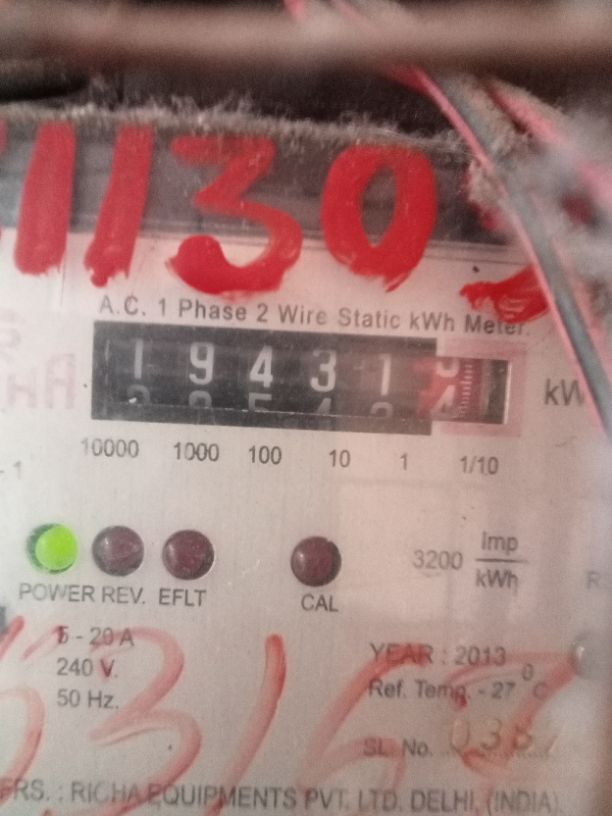 1130
A.C. 1 Phase 2 Wire Static kWh Meter.
1 9 4 3 1
10000 1000 100 10 1 1/10
3200 Imp/kWh
POWER REV. EFLT CAL
5 - 20 A
240 V.
50 Hz.
YEAR : 2013
Ref. Temp. - 27 °C
SL. No.
RICHA EQUIPMENTS PVT. LTD. DELHI, (INDIA)